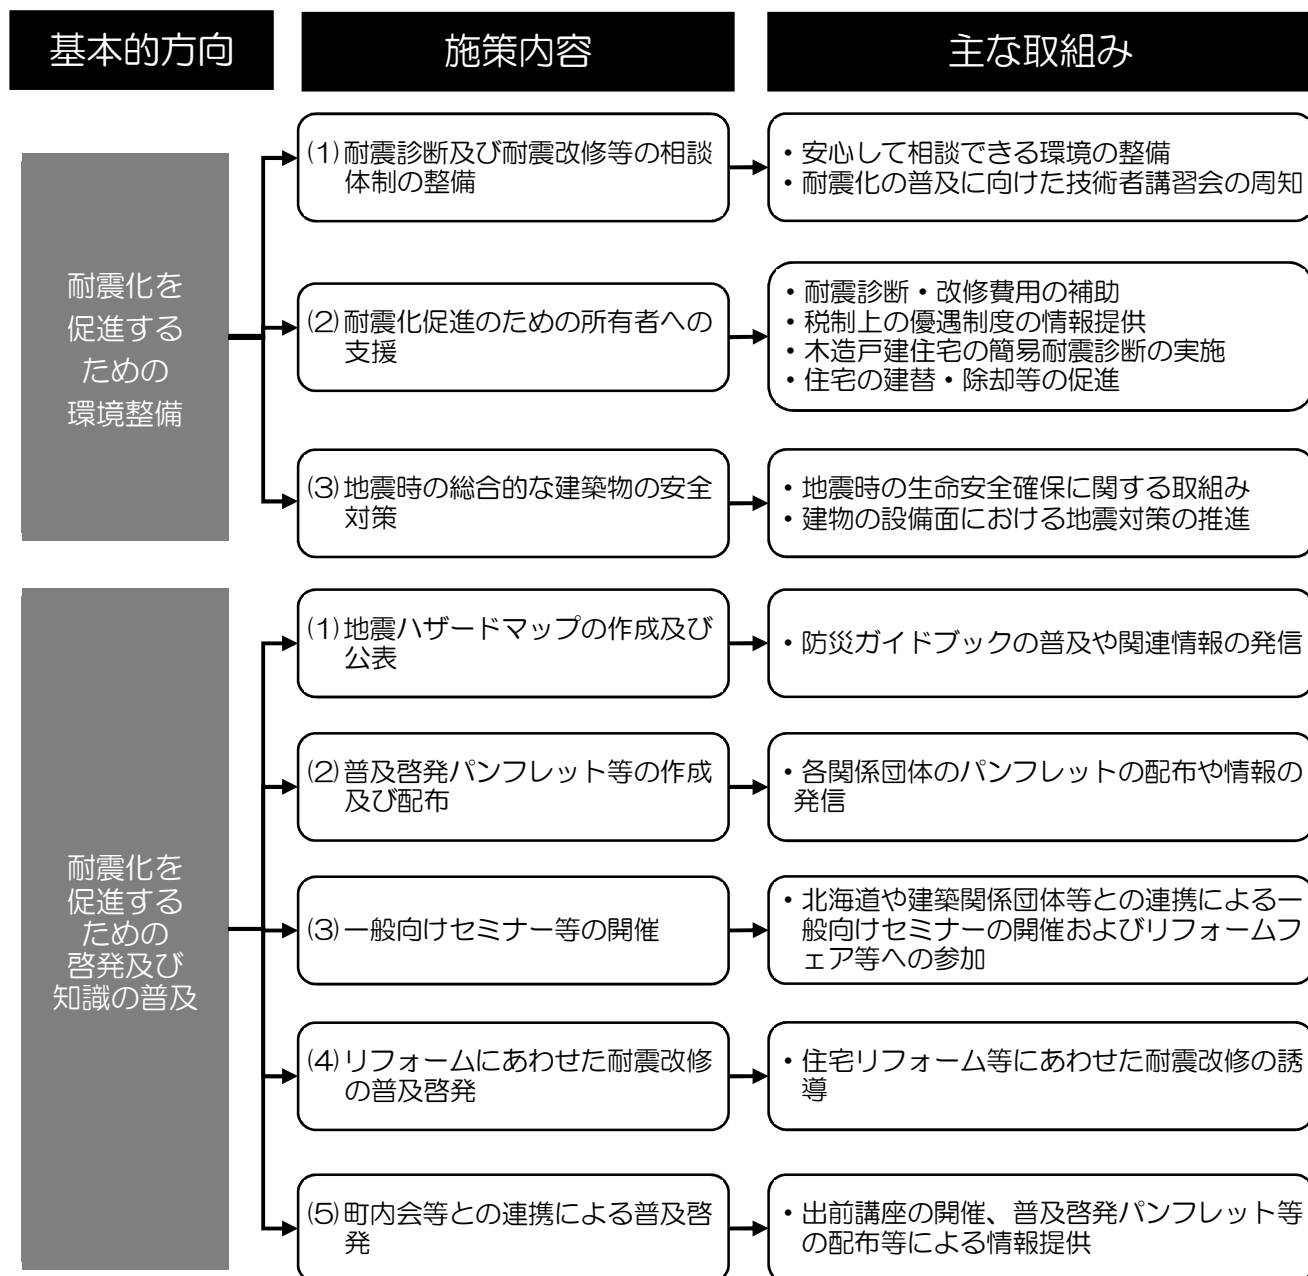 基本的方向
施策内容
主な取組み
耐震化を
促進する
ための
環境整備
(1)耐震診断及び耐震改修等の相談
体制の整備
・安心して相談できる環境の整備
・耐震化の普及に向けた技術者講習会の周知
(2)耐震化促進のための所有者への
支援
・耐震診断・改修費用の補助
・税制上の優遇制度の情報提供
・木造戸建住宅の簡易耐震診断の実施
・住宅の建替・除却等の促進
(3)地震時の総合的な建築物の安全
対策
・地震時の生命安全確保に関する取組み
・建物の設備面における地震対策の推進
耐震化を
促進する
ための
啓発及び
知識の普及
(1)地震ハザードマップの作成及び
公表
・防災ガイドブックの普及や関連情報の発信
(2)普及啓発パンフレット等の作成
及び配布
・各関係団体のパンフレットの配布や情報の
発信
(3)一般向けセミナー等の開催
・北海道や建築関係団体等との連携による一
般向けセミナーの開催およびリフォームフ
ェア等への参加
(4)リフォームにあわせた耐震改修
の普及啓発
・住宅リフォーム等にあわせた耐震改修の誘
導
(5)町内会等との連携による普及啓
発
・出前講座の開催、普及啓発パンフレット等
の配布等による情報提供